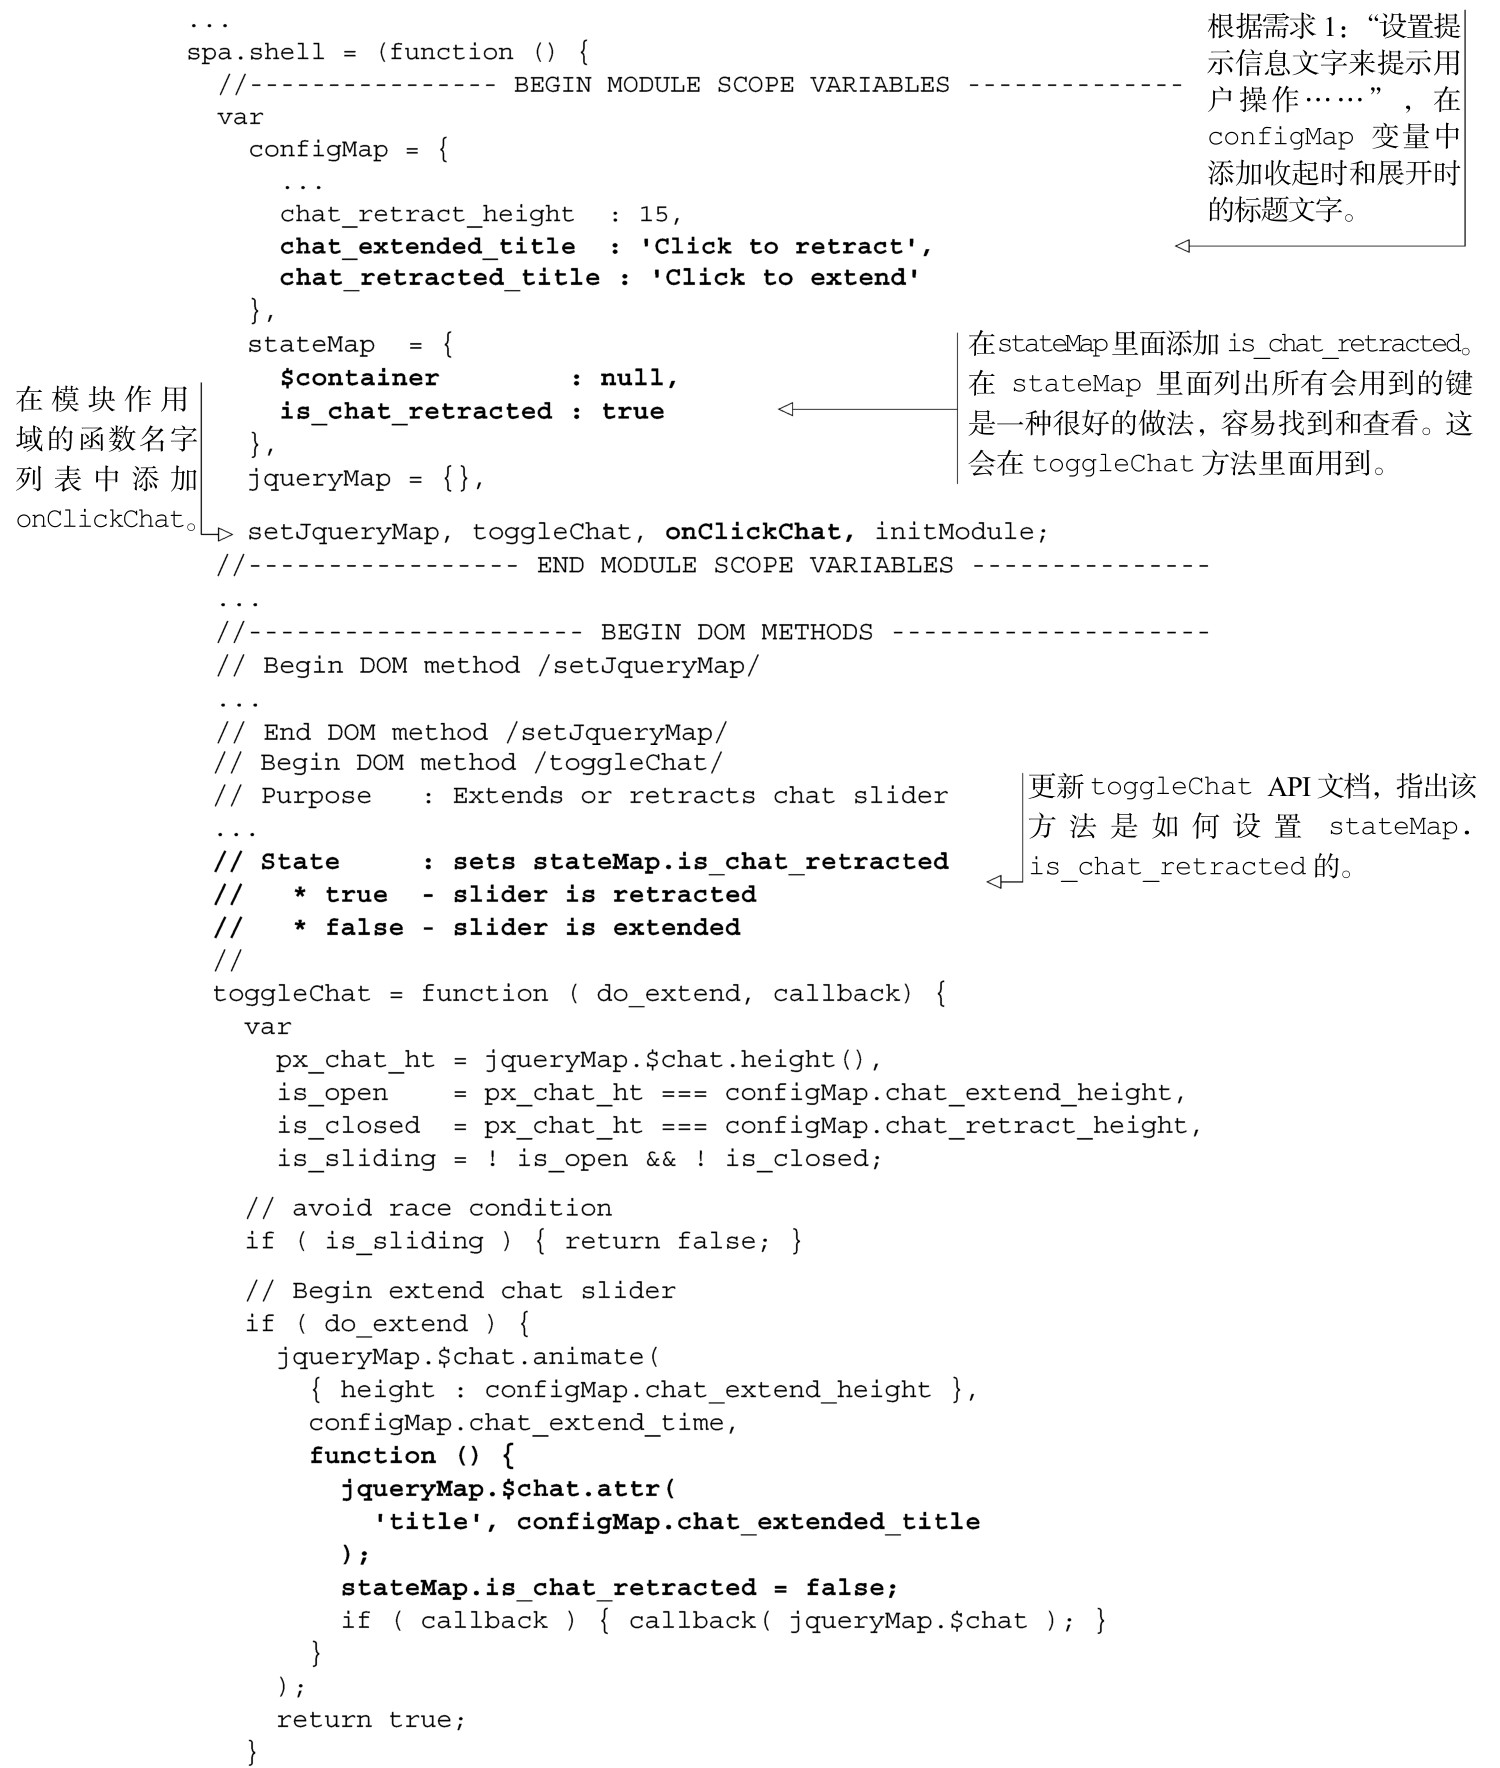 ...
spa.shell = (function () {
//---------------- BEGIN MODULE SCOPE VARIABLES --------------
var
configMap = {
...
chat_retract_height  : 15,
chat_extended_title  : 'Click to retract',
chat_retracted_title : 'Click to extend'
},
根据需求 1：“设置提
示信息文字来提示用
户操作……”，在
configMap 变量中
添加收起时和展开时
的标题文字。
stateMap  = {
$container        : null,
is_chat_retracted : true
},
jqueryMap = {},
在stateMap里面添加 is_chat_retracted。
在 stateMap 里面列出所有会用到的键
是一种很好的做法，容易找到和查看。这
会在 toggleChat 方法里面用到。
在模块作用
域的函数名字
列表中添加
onClickChat。
setJqueryMap, toggleChat, onClickChat, initModule;
//----------------- END MODULE SCOPE VARIABLES ---------------
...
//--------------------- BEGIN DOM METHODS --------------------
// Begin DOM method /setJqueryMap/
...
// End DOM method /setJqueryMap/
// Begin DOM method /toggleChat/
// Purpose   : Extends or retracts chat slider
...
// State     : sets stateMap.is_chat_retracted
//   * true  - slider is retracted
//   * false - slider is extended
//
更新toggleChat API文档，指出该
方法是如何设置 stateMap.
is_chat_retracted的。
toggleChat = function ( do_extend, callback) {
var
px_chat_ht = jqueryMap.$chat.height(),
is_open    = px_chat_ht === configMap.chat_extend_height,
is_closed  = px_chat_ht === configMap.chat_retract_height,
is_sliding = ! is_open && ! is_closed;
// avoid race condition
if ( is_sliding ) { return false; }
// Begin extend chat slider
if ( do_extend ) {
jqueryMap.$chat.animate(
{ height : configMap.chat_extend_height },
configMap.chat_extend_time,
function () {
jqueryMap.$chat.attr(
'title', configMap.chat_extended_title
);
stateMap.is_chat_retracted = false;
if ( callback ) { callback( jqueryMap.$chat ); }
}
);
return true;
}